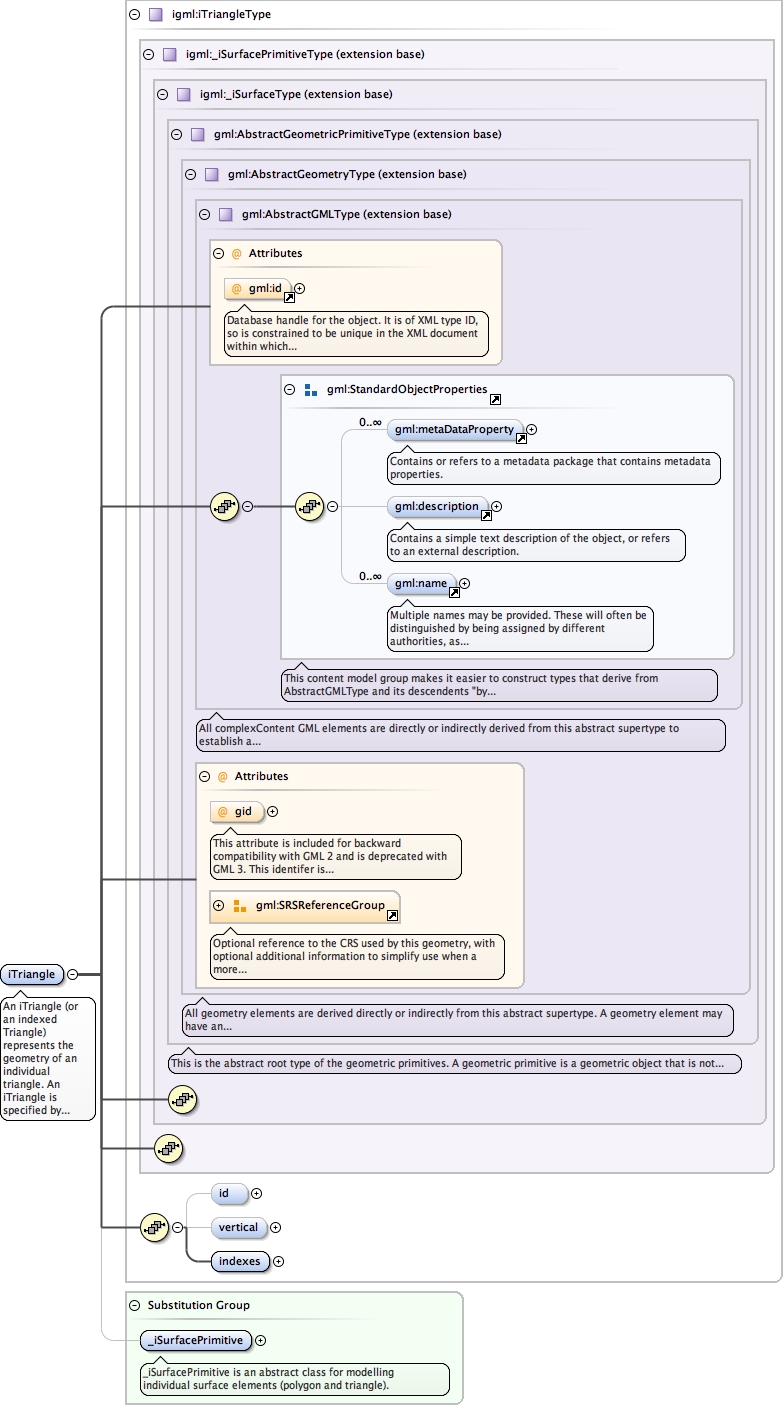 igml:iTriangleType
igml:_iSurfacePrimitiveType (extension base)
igml:_iSurfaceType (extension base)
gml:AbstractGeometricPrimitiveType (extension base)
gml:AbstractGeometryType (extension base)
gml:AbstractGMLType (extension base)
@ Attributes
@ gml:id
Database handle for the object. It is of XML type ID,
so is constrained to be unique in the XML document
within which...
gml:StandardObjectProperties
0..∞
gml:metaDataProperty
Contains or refers to a metadata package that contains metadata
properties.
gml:description
Contains a simple text description of the object, or refers
to an external description.
0..∞
gml:name
Multiple names may be provided. These will often be
distinguished by being assigned by different
authorities, as...
This content model group makes it easier to construct types that derive from
AbstractGMLType and its descendents "by...
All complexContent GML elements are directly or indirectly derived from this abstract supertype to
establish a...
@ Attributes
@ gid
This attribute is included for backward
compatibility with GML 2 and is deprecated with
GML 3. This identifer is...
gml:SRSReferenceGroup
Optional reference to the CRS used by this geometry, with
optional additional information to simplify use when a
more...
iTriangle
An iTriangle (or
an indexed
Triangle)
represents the
geometry of an
individual
triangle. An
iTriangle is
specified by...
All geometry elements are derived directly or indirectly from this abstract supertype. A geometry element may
have an...
This is the abstract root type of the geometric primitives. A geometric primitive is a geometric object that is not...
id
vertical
indexes
Substitution Group
_iSurfacePrimitive
_iSurfacePrimitive is an abstract class for modelling
individual surface elements (polygon and triangle).